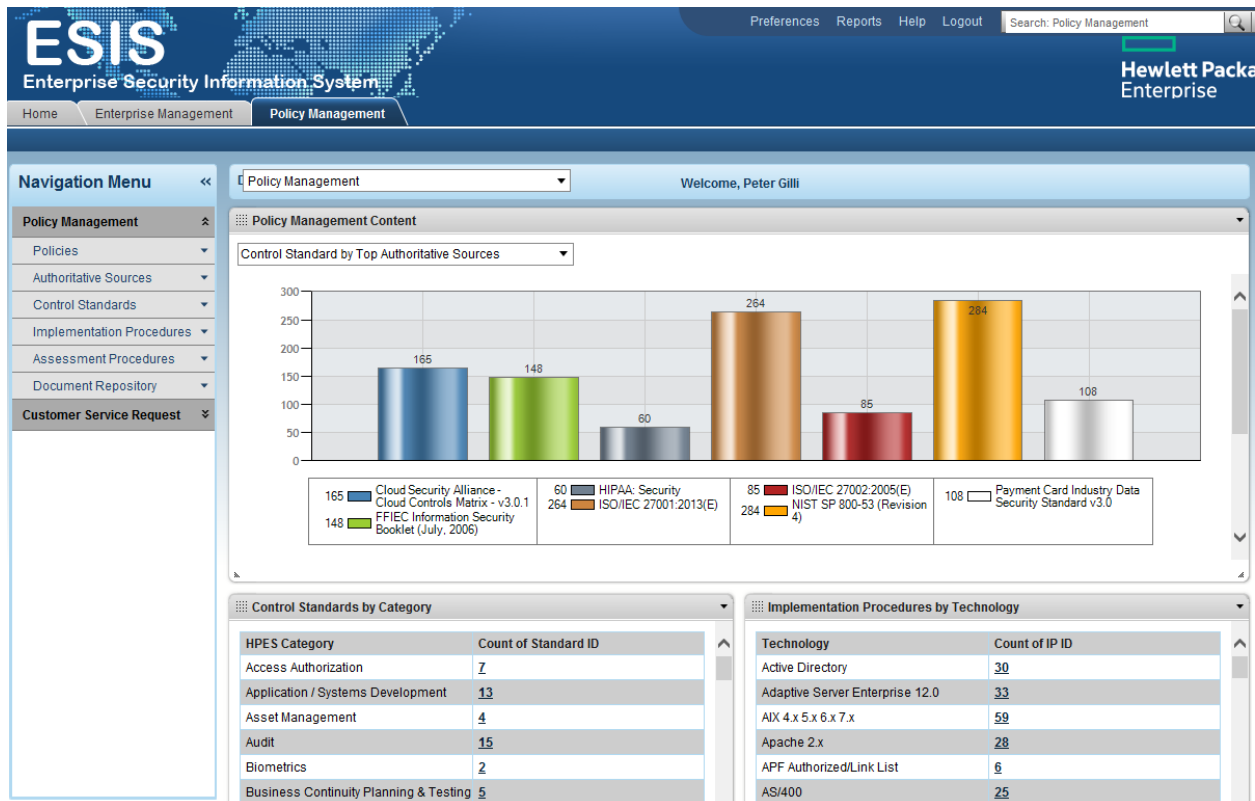 Preferences Reports Help Logout Search: Policy Management
ESIS
Enterprise Security Information System
Hewlett Packa
Enterprise
Home Enterprise Management Policy Management
Navigation Menu «
Policy Management
Policies
Authoritative Sources
Control Standards
Implementation Procedures
Assessment Procedures
Document Repository
Customer Service Request
Policy Management
Welcome, Peter Gilli
Policy Management Content
Control Standard by Top Authoritative Sources
300
250
200
150
100
50
0
165
148
60
264
85
284
108
165 Cloud Security Alliance -
Cloud Controls Matrix - v3.0.1
148 FFIEC Information Security
Booklet (July, 2006)
60 HIPAA: Security
264 ISO/IEC 27001:2013(E)
85 ISO/IEC 27002:2005(E)
284 NIST SP 800-53 (Revision
4)
108 Payment Card Industry Data
Security Standard v3.0
Control Standards by Category
HPES Category Count of Standard ID
Access Authorization 7
Application / Systems Development 13
Asset Management 4
Audit 15
Biometrics 2
Business Continuity Planning & Testing 5
Implementation Procedures by Technology
Technology Count of IP ID
Active Directory 30
Adaptive Server Enterprise 12.0 33
AIX 4.x 5.x 6.x 7.x 59
Apache 2.x 28
APF Authorized/Link List 6
AS/400 25